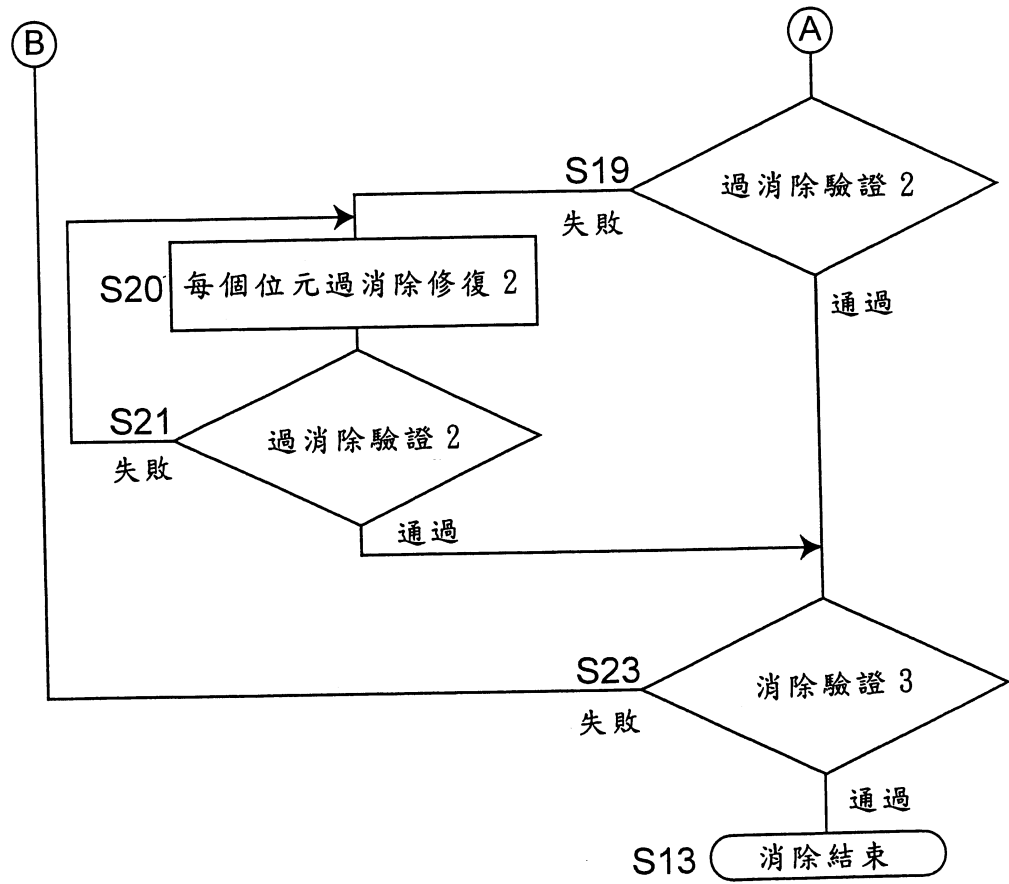 B
A
S19
過消除驗證2
失敗
S20
每個位元過消除修復2
通過
S21
過消除驗證2
失敗
通過
S23
消除驗證3
失敗
通過
S13
消除結束